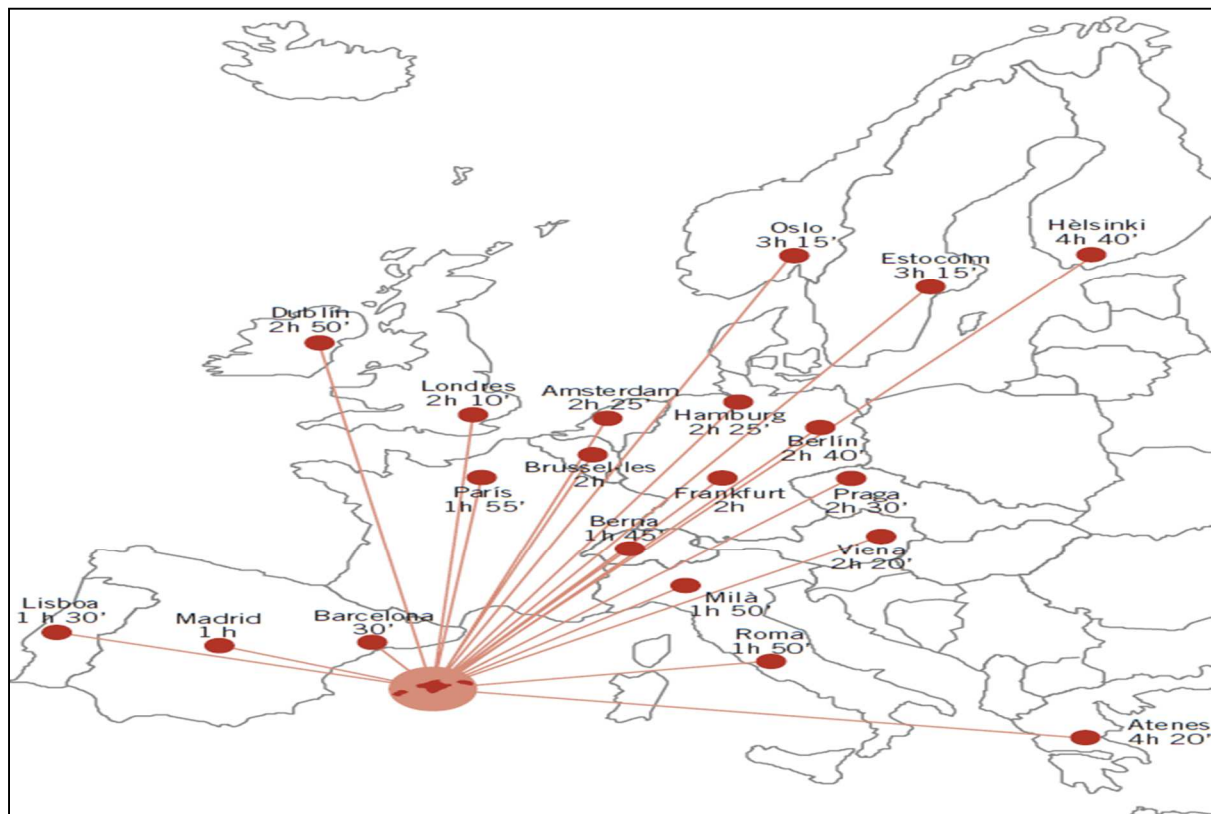 Oslo
3h 15’
Hèlsinki
4h 40’
Estocolm
3h 15’
Dublín
2h 50’
Londres
2h 10’
Amsterdam
2h 25’
Hamburg
2h 25’
Berlín
2h 40’
Brussel·les
2h
París
1h 55’
Frankfurt
2h
Praga
2h 30’
Berna
1h 45’
Viena
2h 20’
Lisboa
1 h 30’
Madrid
1 h
Barcelona
30’
Milà
1h 50’
Roma
1h 50’
Atenes
4h 20’